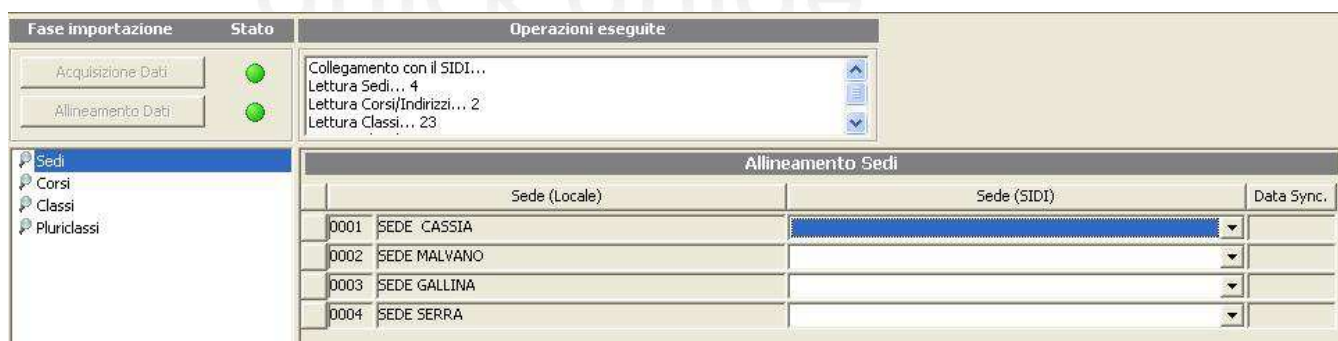 Fase importazione Stato Operazioni eseguite
Acquisizione Dati
Allineamento Dati
Collegamento con il SIDI...
Lettura Sedi... 4
Lettura Corsi/Indirizzi... 2
Lettura Classi... 23
Sedi
Corsi
Classi
Pluriclassi
Allineamento Sedi
Sede (Locale) Sede (SIDI) Data Sync.
0001 SEDE CASSIA
0002 SEDE MALVANO
0003 SEDE GALLINA
0004 SEDE SERRA